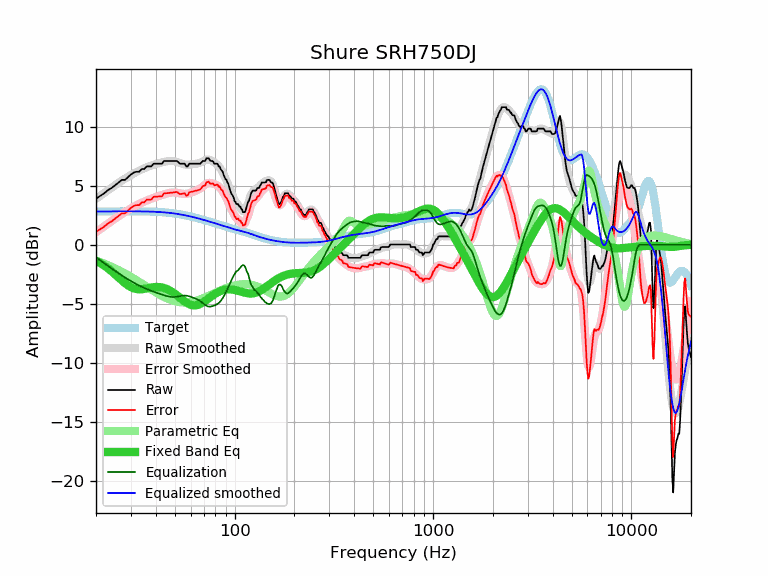 Shure SRH750DJ
Amplitude (dBr)
10
5
0
−5
−10
−15
−20
Target
Raw Smoothed
Error Smoothed
Raw
Error
Parametric Eq
Fixed Band Eq
Equalization
Equalized smoothed
100
1000
10000
Frequency (Hz)